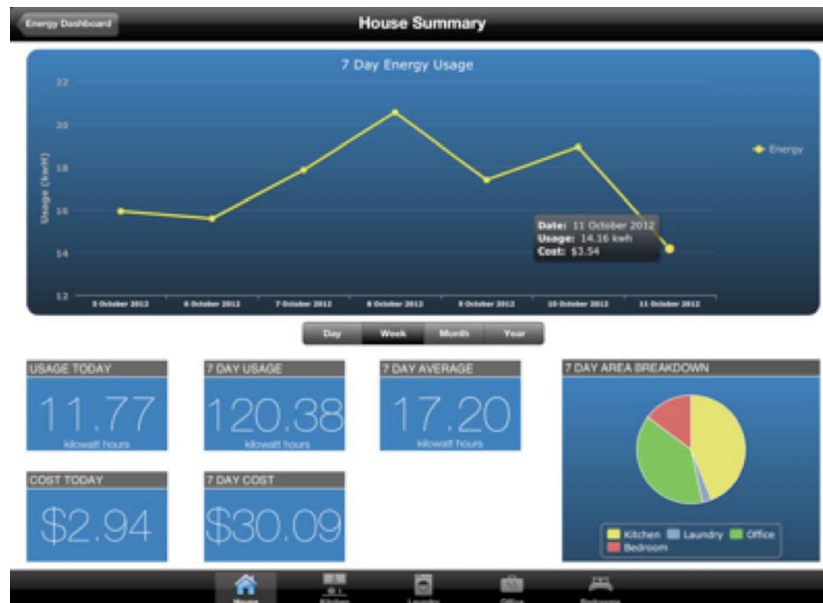 Energy Dashboard
House Summary
7 Day Energy Usage
22
20
18
16
14
12
Usage (kwH)
Energy
Date: 11 October 2012
Usage: 14.16 kwh
Cost: $3.54
5 October 2012
6 October 2012
7 October 2012
8 October 2012
9 October 2012
10 October 2012
11 October 2012
Day
Week
Month
Year
USAGE TODAY
11.77
kilowatt hours
7 DAY USAGE
120.38
kilowatt hours
7 DAY AVERAGE
17.20
kilowatt hours
7 DAY AREA BREAKDOWN
Kitchen
Laundry
Office
Bedroom
COST TODAY
$2.94
7 DAY COST
$30.09
House
Kitchen
Laundry
Office